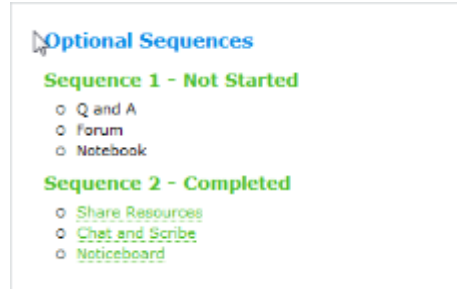 Optional Sequences
Sequence 1 - Not Started
Q and A
Forum
Notebook
Sequence 2 - Completed
Share Resources
Chat and Scribe
Noticeboard